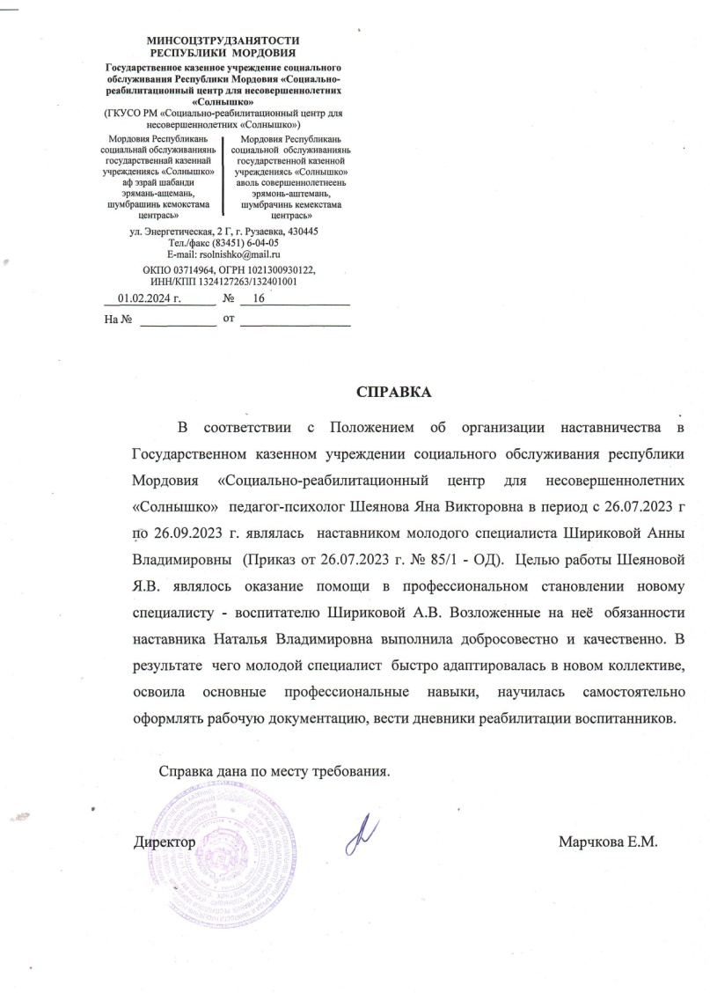 МИНСОЦЗТРУДЗАНЯТОСТИ
РЕСПУБЛИКИ МОРДОВИЯ
Государственное казенное учреждение социального
обслуживания Республики Мордовия «Социально-
реабилитационный центр для несовершеннолетних
«Солнышко»
(ГКУСО РМ «Социально-реабилитационный центр для
несовершеннолетних «Солнышко»)
Мордовия Республикань
социальнай обслуживаниянь
государственнай казеннай
учреждениясь «Солнышко»
аф эзрай шабанди
эрямань-ащемань,
шумбрашинь кемокстама
центрась»
Мордовия Республикань
социальной обслуживаниянь
государственной казенной
учреждениясь «Солнышко»
аволь совершеннолетнеень
эрямонь-аштемань,
шумбрачинь кемекстама
центрась»
ул. Энергетическая, 2 Г, г. Рузаевка, 430445
Тел./факс (83451) 6-04-05
E-mail: rsolnishko@mail.ru
ОКПО 03714964, ОГРН 1021300930122,
ИНН/КПП 1324127263/132401001
01.02.2024 г. № 16
На № от
СПРАВКА
В соответствии с Положением об организации наставничества в
Государственном казенном учреждении социального обслуживания республики
Мордовия «Социально-реабилитационный центр для несовершеннолетних
«Солнышко» педагог-психолог Шеянова Яна Викторовна в период с 26.07.2023 г
по 26.09.2023 г. являлась наставником молодого специалиста Шириковой Анны
Владимировны (Приказ от 26.07.2023 г. № 85/1 - ОД). Целью работы Шеяновой
Я.В. являлось оказание помощи в профессиональном становлении новому
специалисту - воспитателю Шириковой А.В. Возложенные на неё обязанности
наставника Наталья Владимировна выполнила добросовестно и качественно. В
результате чего молодой специалист быстро адаптировалась в новом коллективе,
освоила основные профессиональные навыки, научилась самостоятельно
оформлять рабочую документацию, вести дневники реабилитации воспитанников.
Справка дана по месту требования.
Директор Марчкова Е.М.